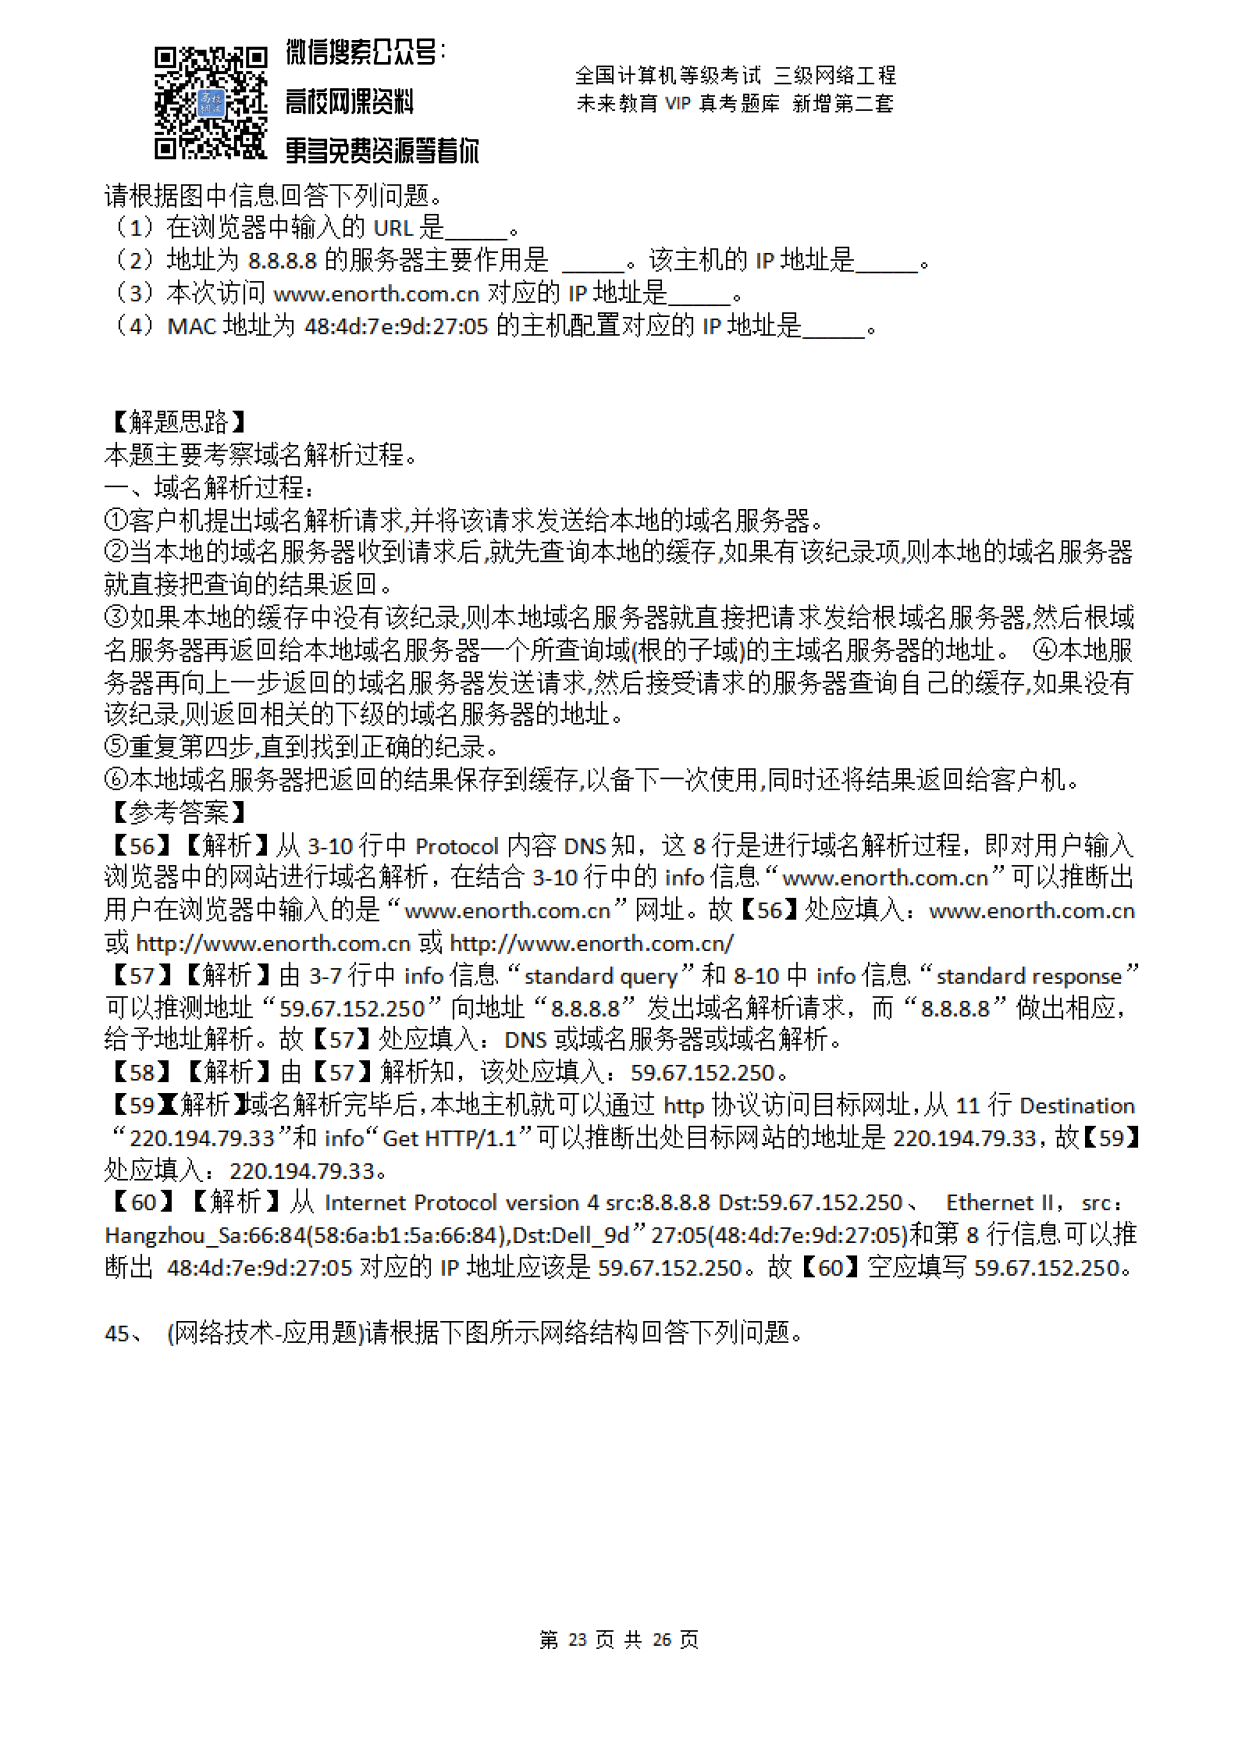 微信搜索公众号：
高校网课资料
更多免费资源等着你
全国计算机等级考试 三级网络工程
未来教育 VIP 真考题库 新增第二套
高校
网课
请根据图中信息回答下列问题。
（1）在浏览器中输入的 URL 是_____。
（2）地址为 8.8.8.8 的服务器主要作用是 _____。该主机的 IP 地址是_____。
（3）本次访问 www.enorth.com.cn 对应的 IP 地址是_____。
（4）MAC 地址为 48:4d:7e:9d:27:05 的主机配置对应的 IP 地址是_____。
【解题思路】
本题主要考察域名解析过程。
一、域名解析过程：
①客户机提出域名解析请求,并将该请求发送给本地的域名服务器。
②当本地的域名服务器收到请求后,就先查询本地的缓存,如果有该纪录项,则本地的域名服务器
就直接把查询的结果返回。
③如果本地的缓存中没有该纪录,则本地域名服务器就直接把请求发给根域名服务器,然后根域
名服务器再返回给本地域名服务器一个所查询域(根的子域)的主域名服务器的地址。 ④本地服
务器再向上一步返回的域名服务器发送请求,然后接受请求的服务器查询自己的缓存,如果没有
该纪录,则返回相关的下级的域名服务器的地址。
⑤重复第四步,直到找到正确的纪录。
⑥本地域名服务器把返回的结果保存到缓存,以备下一次使用,同时还将结果返回给客户机。
【参考答案】
【56】【解析】从 3-10 行中 Protocol 内容 DNS 知，这 8 行是进行域名解析过程，即对用户输入
浏览器中的网站进行域名解析，在结合 3-10 行中的 info 信息“www.enorth.com.cn”可以推断出
用户在浏览器中输入的是“www.enorth.com.cn”网址。故【56】处应填入：www.enorth.com.cn
或 http://www.enorth.com.cn 或 http://www.enorth.com.cn/
【57】【解析】由 3-7 行中 info 信息“standard query”和 8-10 中 info 信息“standard response”
可以推测地址“59.67.152.250”向地址“8.8.8.8”发出域名解析请求，而“8.8.8.8”做出相应，
给予地址解析。故【57】处应填入：DNS 或域名服务器或域名解析。
【58】【解析】由【57】解析知，该处应填入：59.67.152.250。
【59】【解析】域名解析完毕后，本地主机就可以通过 http 协议访问目标网址，从 11 行 Destination
“220.194.79.33”和 info“Get HTTP/1.1”可以推断出处目标网站的地址是 220.194.79.33，故【59】
处应填入：220.194.79.33。
【60】【解析】从 Internet Protocol version 4 src:8.8.8.8 Dst:59.67.152.250、 Ethernet II，src：
Hangzhou_Sa:66:84(58:6a:b1:5a:66:84),Dst:Dell_9d”27:05(48:4d:7e:9d:27:05)和第 8 行信息可以推
断出 48:4d:7e:9d:27:05 对应的 IP 地址应该是 59.67.152.250。故【60】空应填写 59.67.152.250。
45、 (网络技术-应用题)请根据下图所示网络结构回答下列问题。
第 23 页 共 26 页